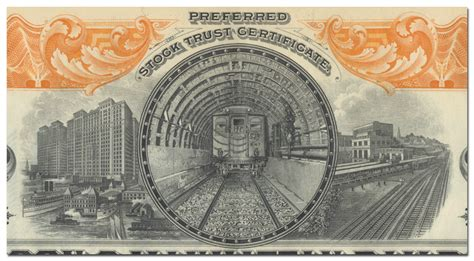 PREFERRED
STOCK TRUST CERTIFICATE.